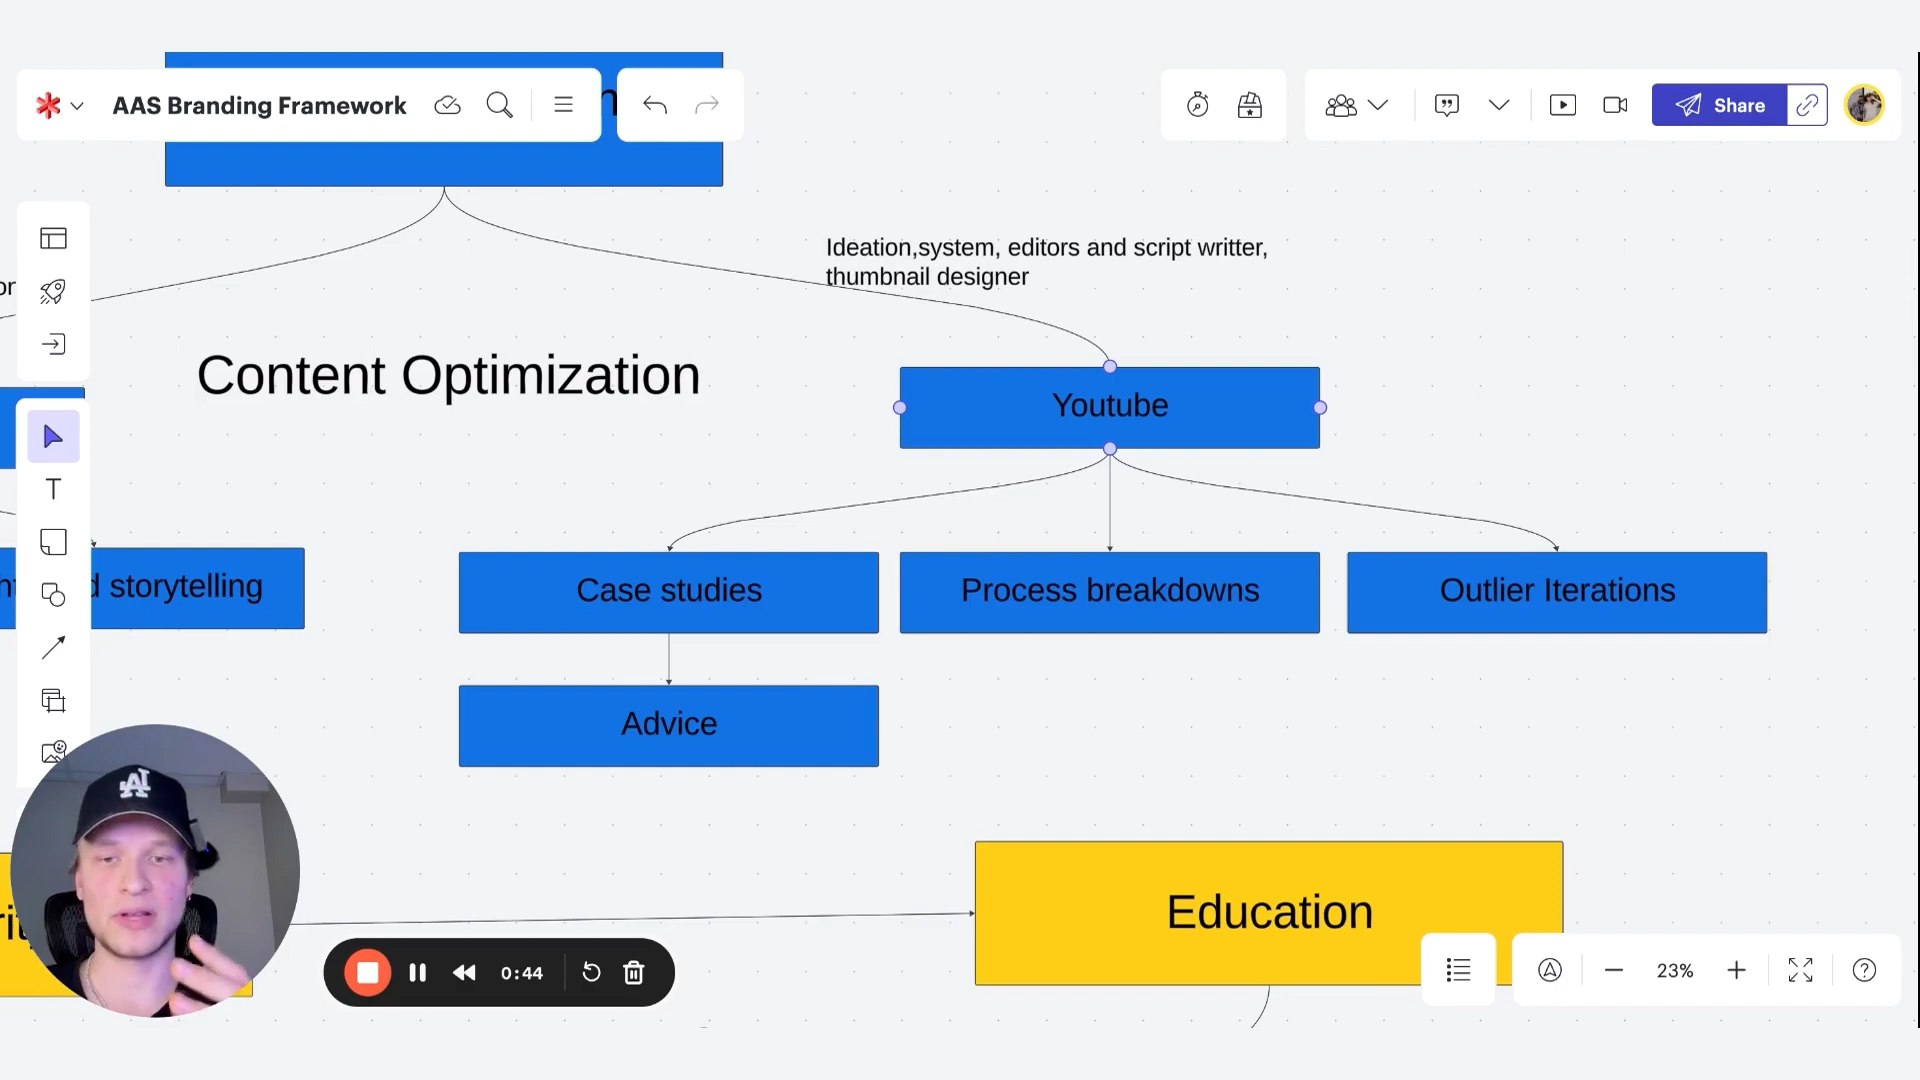 AAS Branding Framework
Share
Ideation,system, editors and script writter,
thumbnail designer
Content Optimization
Youtube
storytelling
Case studies
Process breakdowns
Outlier Iterations
Advice
Education
0:44
23%